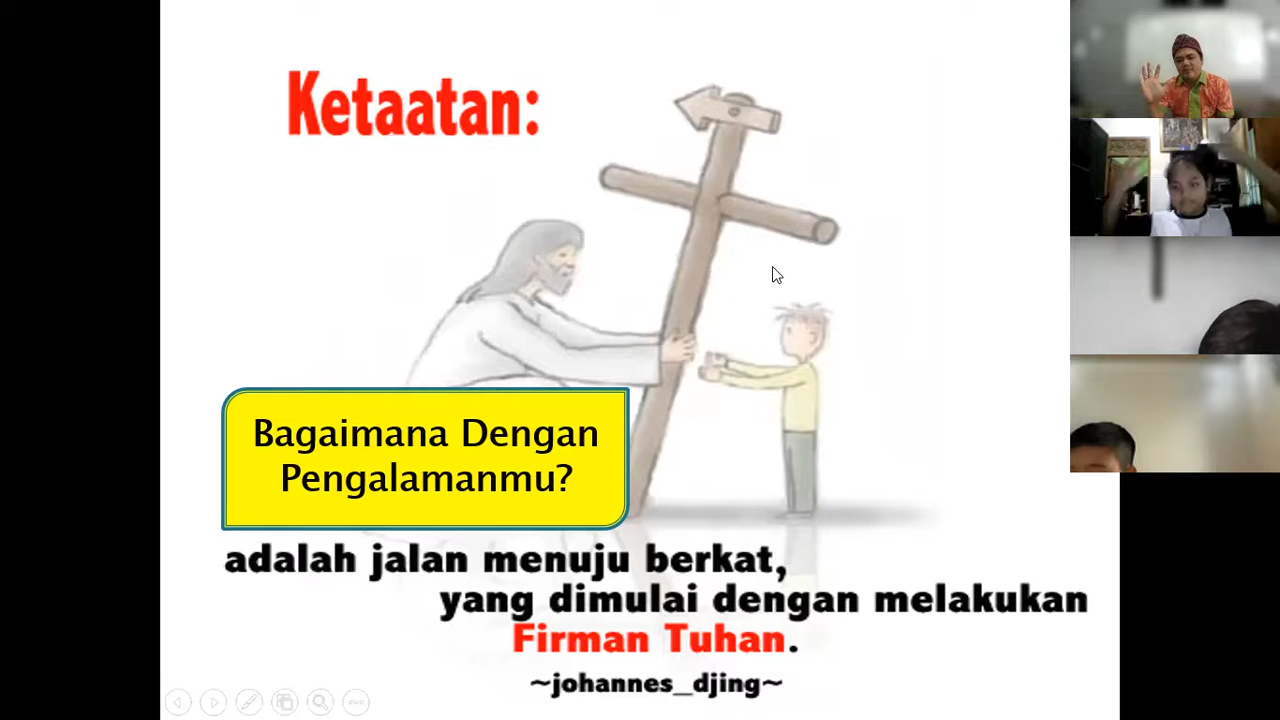 Ketaatan:
Bagaimana Dengan
Pengalamanmu?
adalah jalan menuju berkat,
yang dimulai dengan melakukan
Firman Tuhan.
~johannes_djing~